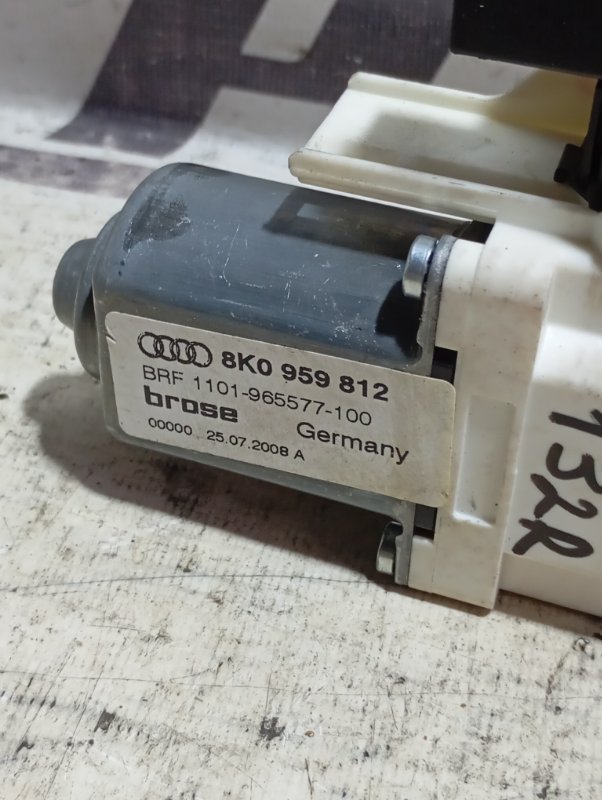 8K0 959 812
BRF 1101-965577-100
brose Germany
00000 25.07.2008 A
132R